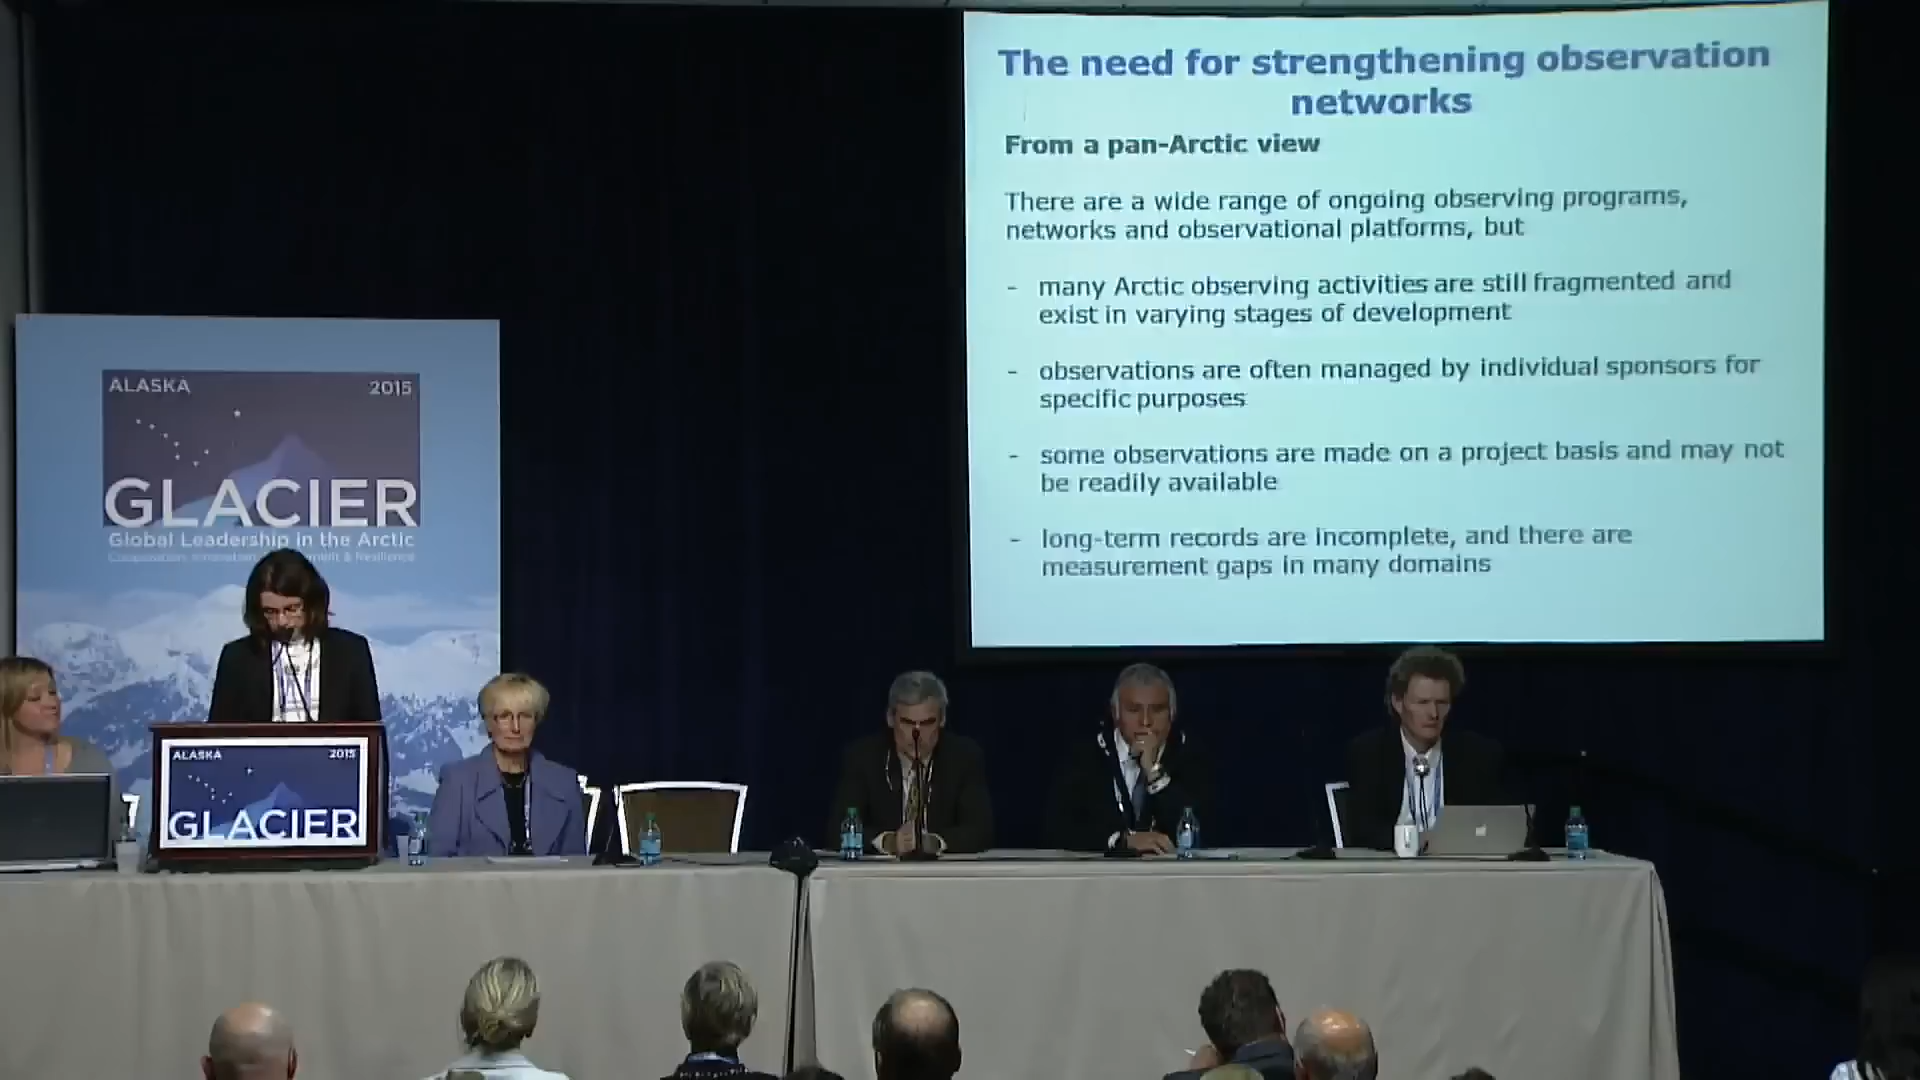 The need for strengthening observation
networks
From a pan-Arctic view
There are a wide range of ongoing observing programs,
networks and observational platforms, but
- many Arctic observing activities are still fragmented and
exist in varying stages of development
- observations are often managed by individual sponsors for
specific purposes
- some observations are made on a project basis and may not
be readily available
- long-term records are incomplete, and there are
measurement gaps in many domains
ALASKA 2015
GLACIER
Global Leadership in the Arctic
& Resilience
ALASKA 2015
GLACIER